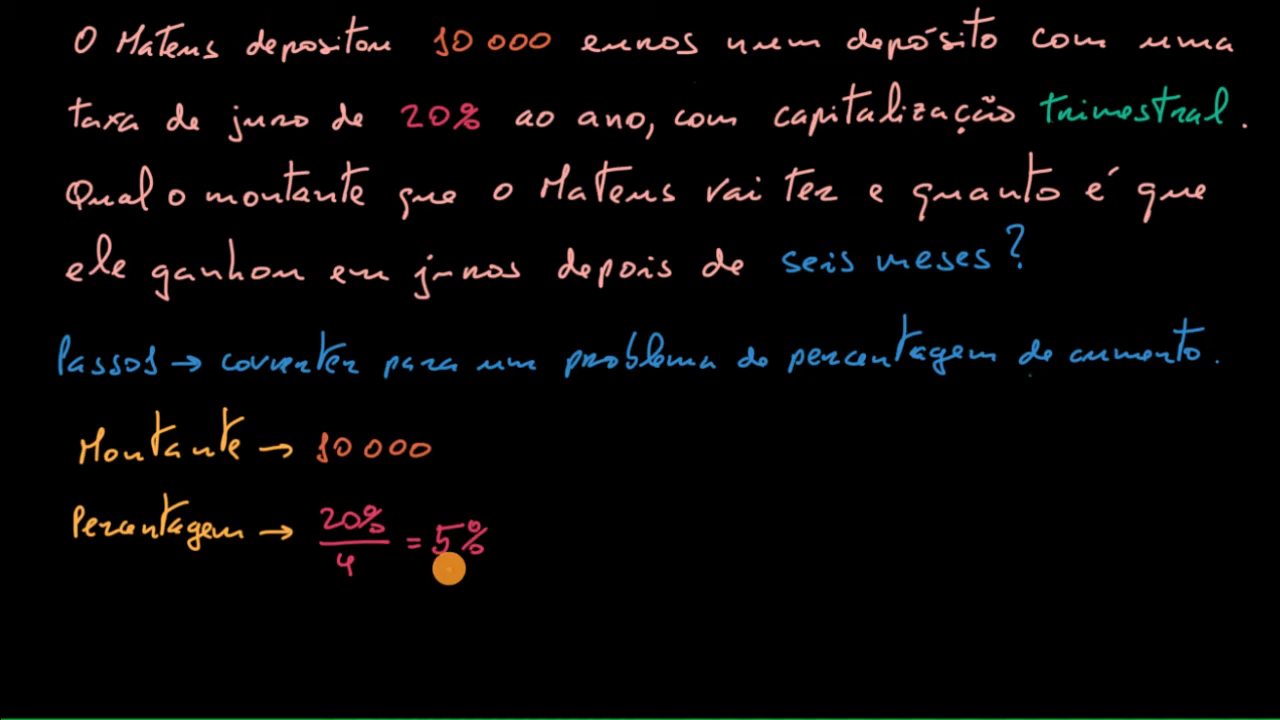 O Mateus depositou 10 000 euros num depósito com uma
taxa de juro de 20% ao ano, com capitalização trimestral.
Qual o montante que o Mateus vai ter e quanto é que
ele ganhou em juros depois de seis meses?
Passos → converter para um problema de percentagem de aumento.
Montante → 10 000
Percentagem → 20%/4 = 5%